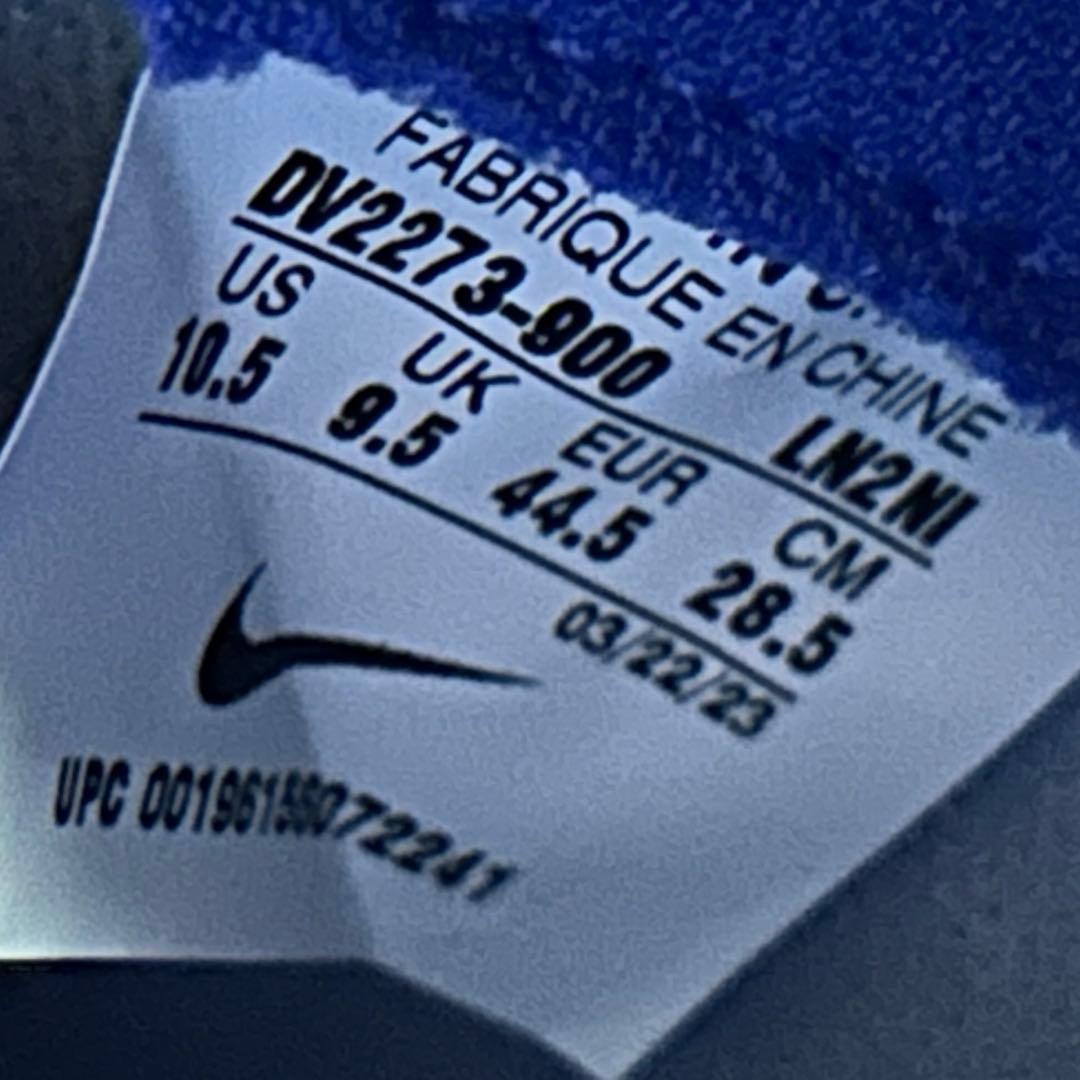 FABRIQUE EN CHINE
DV2273-900 LN2NI
US UK EUR CM
10.5 9.5 44.5 28.5
03/22/23
UPC